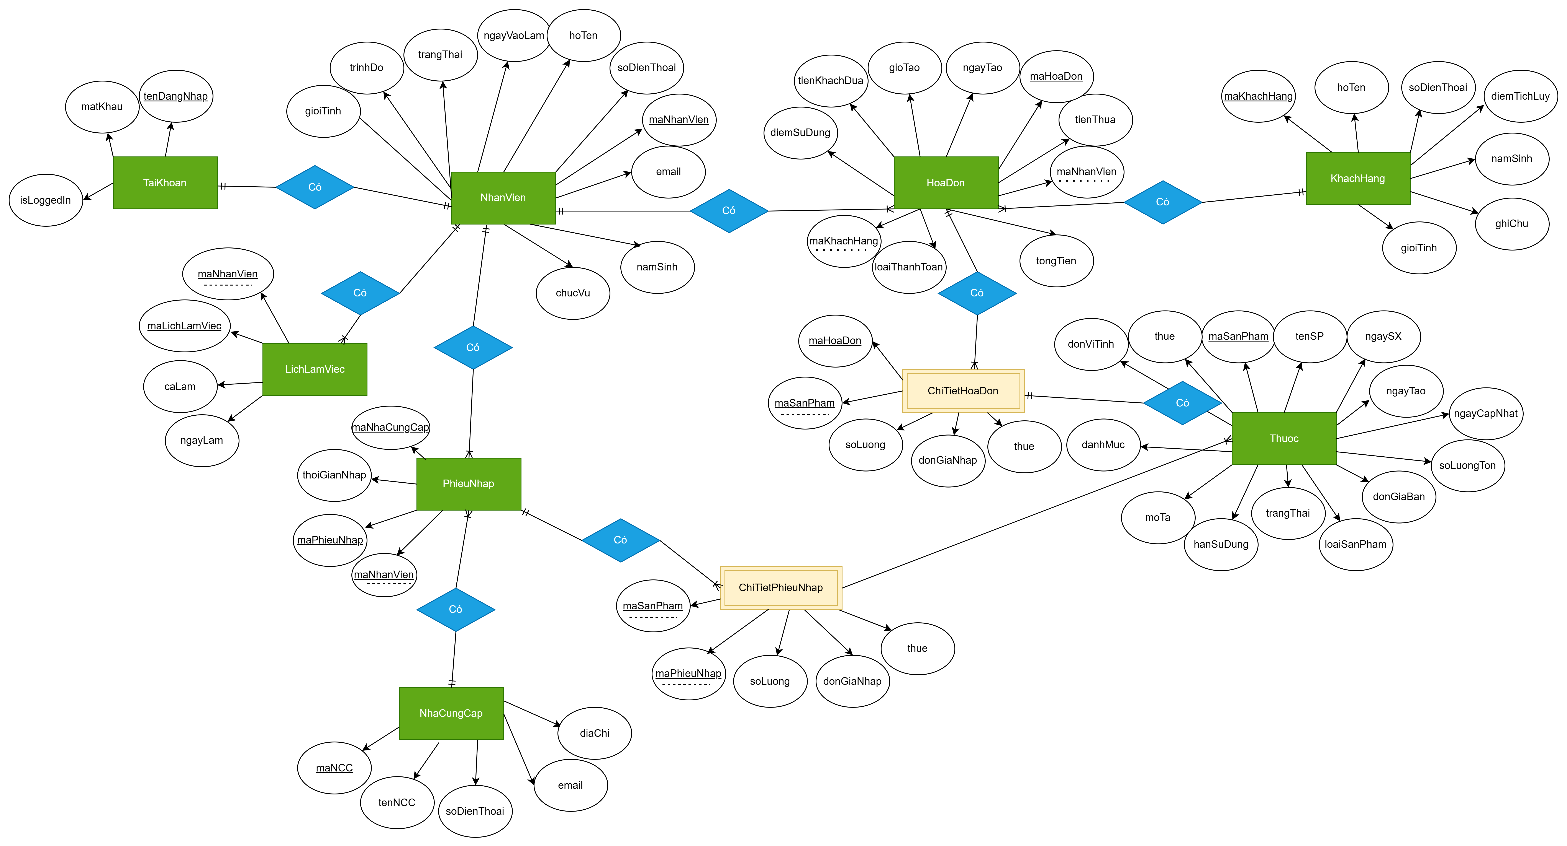 ngayVaoLam
hoTen
trinhDo
trangThai
soDienThoai
gioiTinh
maNhanVien
email
NhanVien
namSinh
chucVu
matKhau
tenDangNhap
TaiKhoan
isLoggedIn
Có
tienKhachDua
gioTao
ngayTao
maHoaDon
diemSuDung
tienThua
maNhanVien
HoaDon
maKhachHang
loaiThanhToan
tongTien
Có
Có
maKhachHang
hoTen
soDienThoai
diemTichLuy
namSinh
KhachHang
ghiChu
gioiTinh
maNhanVien
Có
maLichLamViec
LichLamViec
caLam
ngayLam
Có
Có
maHoaDon
ChiTietHoaDon
maSanPham
soLuong
donGiaNhap
thue
Có
donViTinh
thue
maSanPham
tenSP
ngaySX
ngayTao
ngayCapNhat
Thuoc
danhMuc
soLuongTon
donGiaBan
moTa
hanSuDung
trangThai
loaiSanPham
maNhaCungCap
thoiGianNhap
PhieuNhap
maPhieuNhap
maNhanVien
Có
Có
ChiTietPhieuNhap
maSanPham
maPhieuNhap
soLuong
donGiaNhap
thue
NhaCungCap
diaChi
maNCC
tenNCC
soDienThoai
email